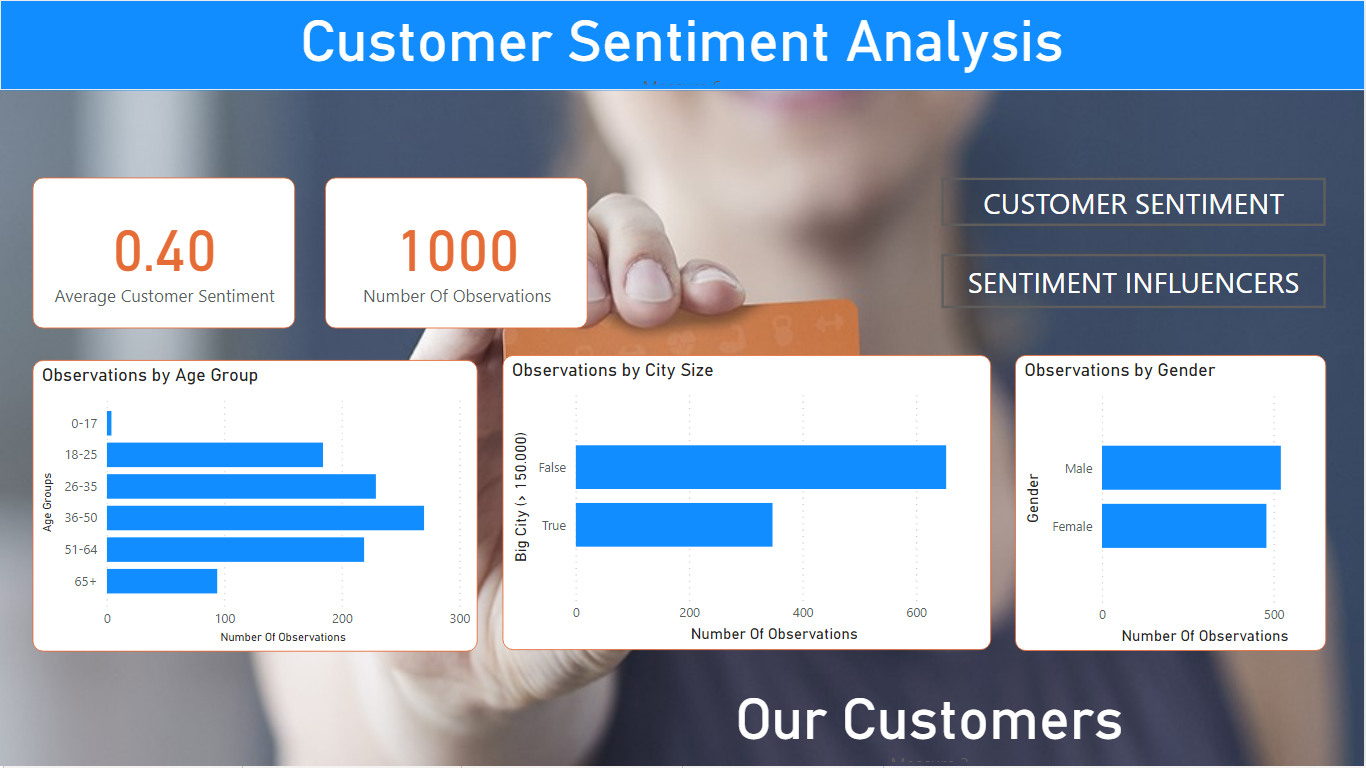 Customer Sentiment Analysis
0.40
Average Customer Sentiment
1000
Number Of Observations
CUSTOMER SENTIMENT
SENTIMENT INFLUENCERS
Observations by Age Group
Age Groups
0-17
18-25
26-35
36-50
51-64
65+
0 100 200 300
Number Of Observations
Observations by City Size
Big City (> 150.000)
False
True
0 200 400 600
Number Of Observations
Observations by Gender
Gender
Male
Female
0 500
Number Of Observations
Our Customers